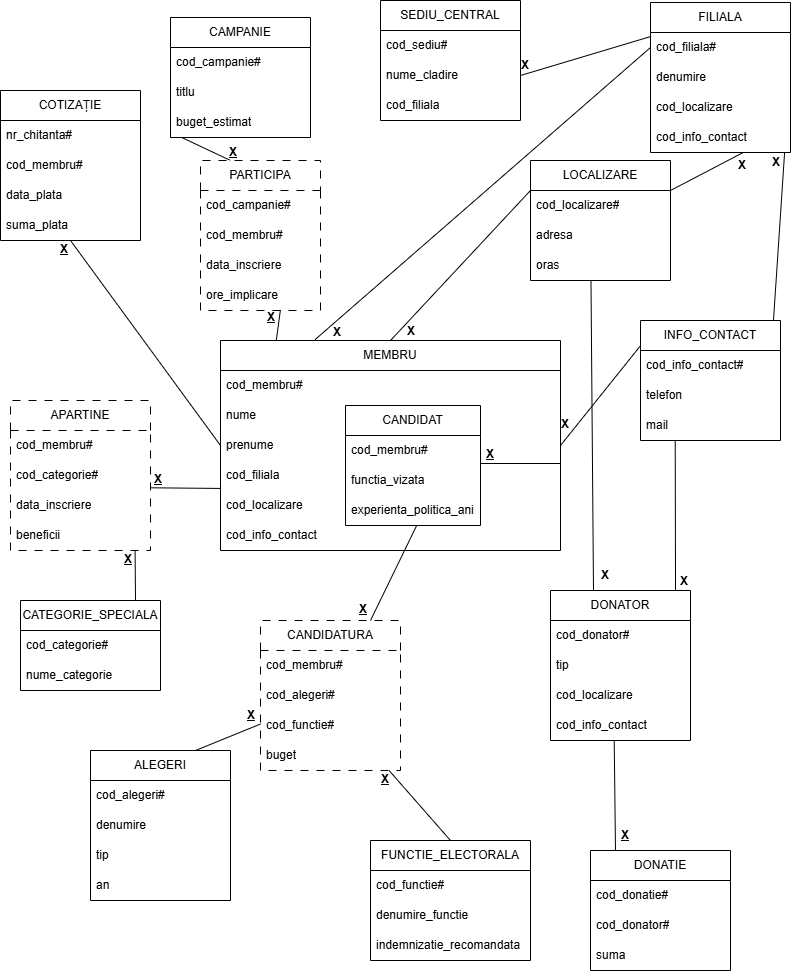 CAMPANIE
cod_campanie#
titlu
buget_estimat
X
SEDIU_CENTRAL
cod_sediu#
nume_cladire
cod_filiala
X
FILIALA
cod_filiala#
denumire
cod_localizare
cod_info_contact
X
X
COTIZAȚIE
nr_chitanta#
cod_membru#
data_plata
suma_plata
X
PARTICIPA
cod_campanie#
cod_membru#
data_inscriere
ore_implicare
X
LOCALIZARE
cod_localizare#
adresa
oras
X
X
INFO_CONTACT
cod_info_contact#
telefon
mail
X
MEMBRU
cod_membru#
nume
prenume
cod_filiala
cod_localizare
cod_info_contact
CANDIDAT
cod_membru#
functia_vizata
experienta_politica_ani
X
APARTINE
cod_membru#
cod_categorie#
data_inscriere
beneficii
X
X
CATEGORIE_SPECIALA
cod_categorie#
nume_categorie
X
CANDIDATURA
cod_membru#
cod_alegeri#
cod_functie#
buget
X
X
X
X
DONATOR
cod_donator#
tip
cod_localizare
cod_info_contact
ALEGERI
cod_alegeri#
denumire
tip
an
FUNCTIE_ELECTORALA
cod_functie#
denumire_functie
indemnizatie_recomandata
X
DONATIE
cod_donatie#
cod_donator#
suma